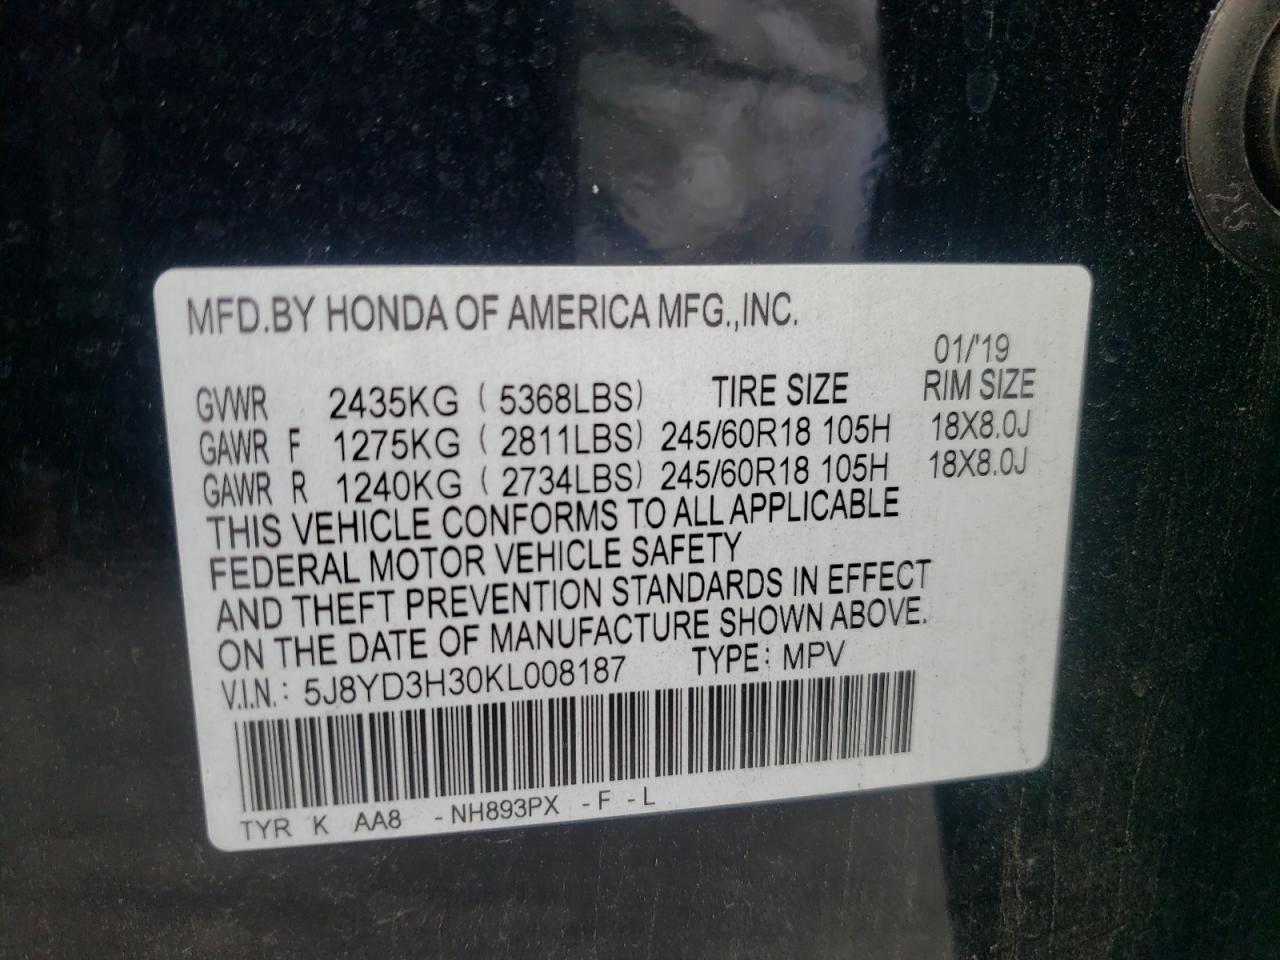 MFD.BY HONDA OF AMERICA MFG.,INC.
01/'19
GVWR 2435KG ( 5368LBS) TIRE SIZE RIM SIZE
GAWR F 1275KG ( 2811LBS) 245/60R18 105H 18X8.0J
GAWR R 1240KG ( 2734LBS) 245/60R18 105H 18X8.0J
THIS VEHICLE CONFORMS TO ALL APPLICABLE
FEDERAL MOTOR VEHICLE SAFETY
AND THEFT PREVENTION STANDARDS IN EFFECT
ON THE DATE OF MANUFACTURE SHOWN ABOVE.
V.I.N.: 5J8YD3H30KL008187 TYPE: MPV
TYR K AA8 -NH893PX -F -L
25